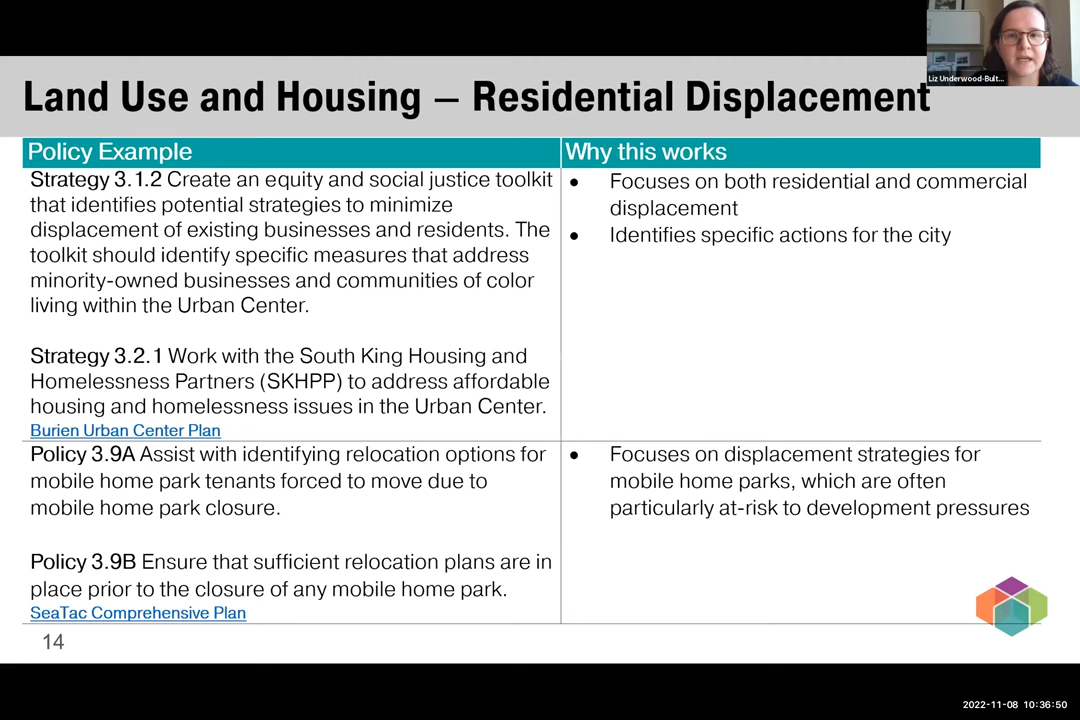 Liz Underwood-Bult...
Land Use and Housing – Residential Displacement
Policy Example
Why this works
Strategy 3.1.2 Create an equity and social justice toolkit
that identifies potential strategies to minimize
displacement of existing businesses and residents. The
toolkit should identify specific measures that address
minority-owned businesses and communities of color
living within the Urban Center.
Strategy 3.2.1 Work with the South King Housing and
Homelessness Partners (SKHPP) to address affordable
housing and homelessness issues in the Urban Center.
Burien Urban Center Plan
● Focuses on both residential and commercial
displacement
● Identifies specific actions for the city
Policy 3.9A Assist with identifying relocation options for
mobile home park tenants forced to move due to
mobile home park closure.
Policy 3.9B Ensure that sufficient relocation plans are in
place prior to the closure of any mobile home park.
SeaTac Comprehensive Plan
● Focuses on displacement strategies for
mobile home parks, which are often
particularly at-risk to development pressures
14
2022-11-08 10:36:50